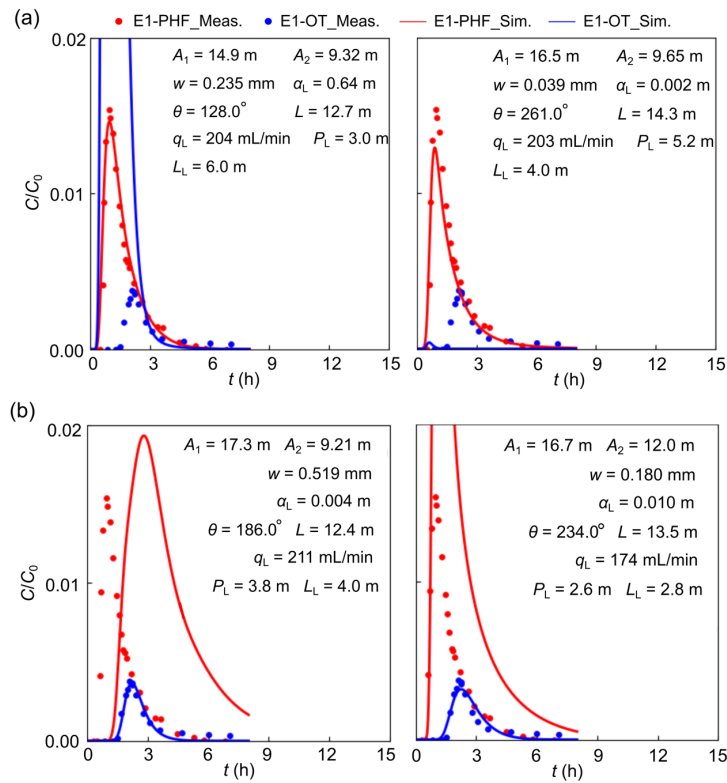 (a) E1-PHF_Meas. E1-OT_Meas. E1-PHF_Sim. E1-OT_Sim.
0.02
0.01
0.00
C/C0
A1 = 14.9 m A2 = 9.32 m
w = 0.235 mm αL = 0.64 m
θ = 128.0° L = 12.7 m
qL = 204 mL/min PL = 3.0 m
LL = 6.0 m
0 3 6 9 12 15
t (h)
A1 = 16.5 m A2 = 9.65 m
w = 0.039 mm αL = 0.002 m
θ = 261.0° L = 14.3 m
qL = 203 mL/min PL = 5.2 m
LL = 4.0 m
0 3 6 9 12 15
t (h)
(b)
0.02
0.01
0.00
C/C0
A1 = 17.3 m A2 = 9.21 m
w = 0.519 mm
αL = 0.004 m
θ = 186.0° L = 12.4 m
qL = 211 mL/min
PL = 3.8 m LL = 4.0 m
0 3 6 9 12 15
t (h)
A1 = 16.7 m A2 = 12.0 m
w = 0.180 mm
αL = 0.010 m
θ = 234.0° L = 13.5 m
qL = 174 mL/min
PL = 2.6 m LL = 2.8 m
0 3 6 9 12 15
t (h)